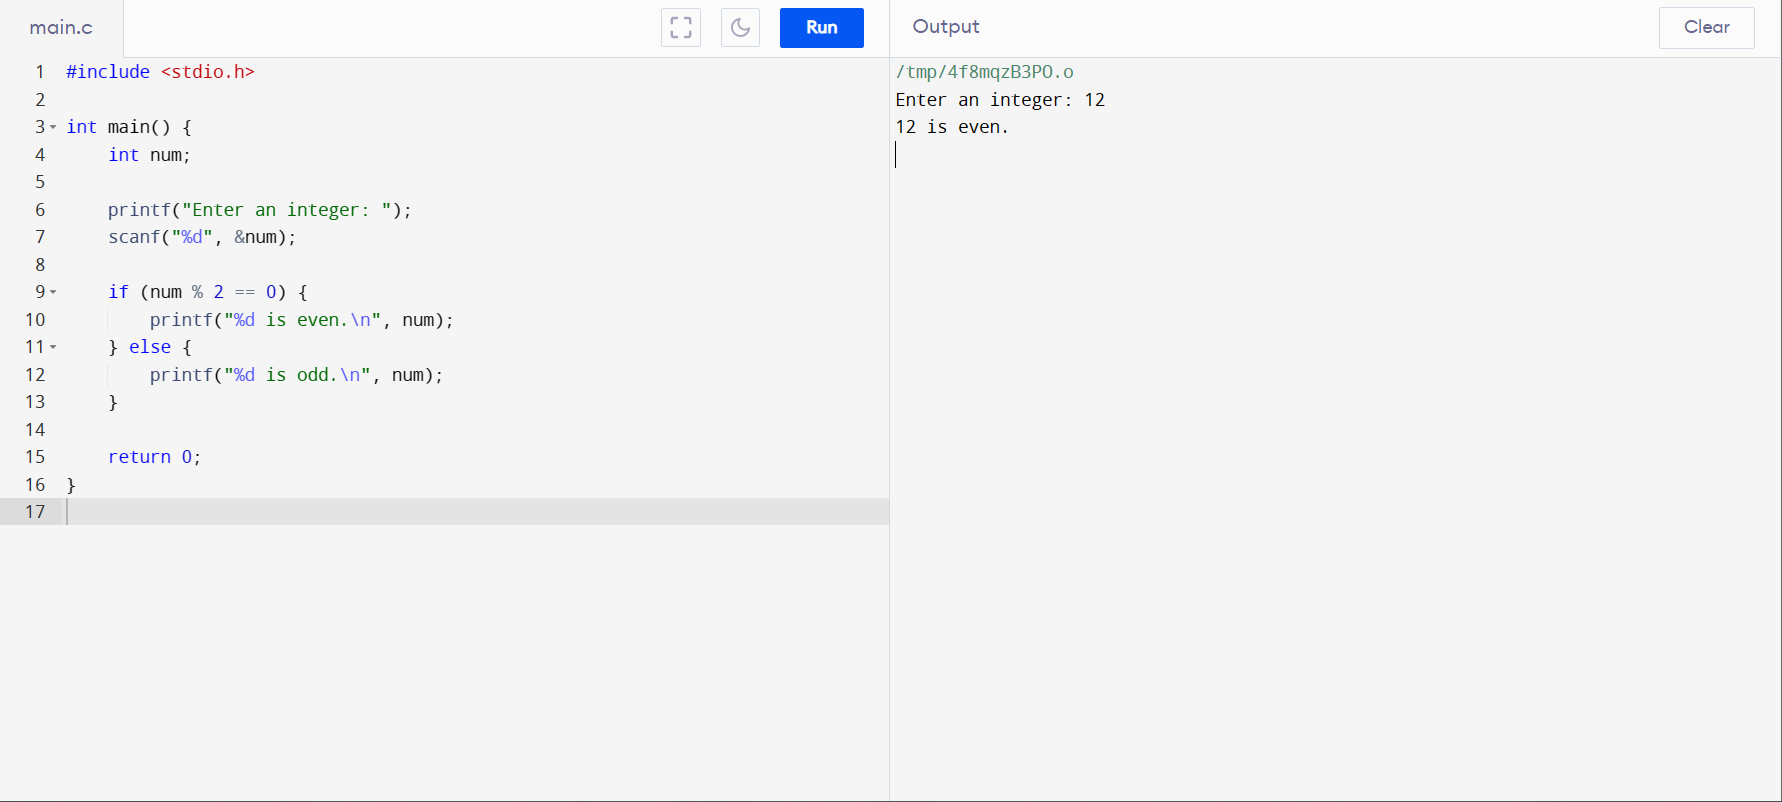 main.c
Run
Output
Clear
1 #include <stdio.h>
2
3 int main() {
4     int num;
5
6     printf("Enter an integer: ");
7     scanf("%d", &num);
8
9     if (num % 2 == 0) {
10         printf("%d is even.\n", num);
11     } else {
12         printf("%d is odd.\n", num);
13     }
14
15     return 0;
16 }
17
/tmp/4f8mqzB3PO.o
Enter an integer: 12
12 is even.